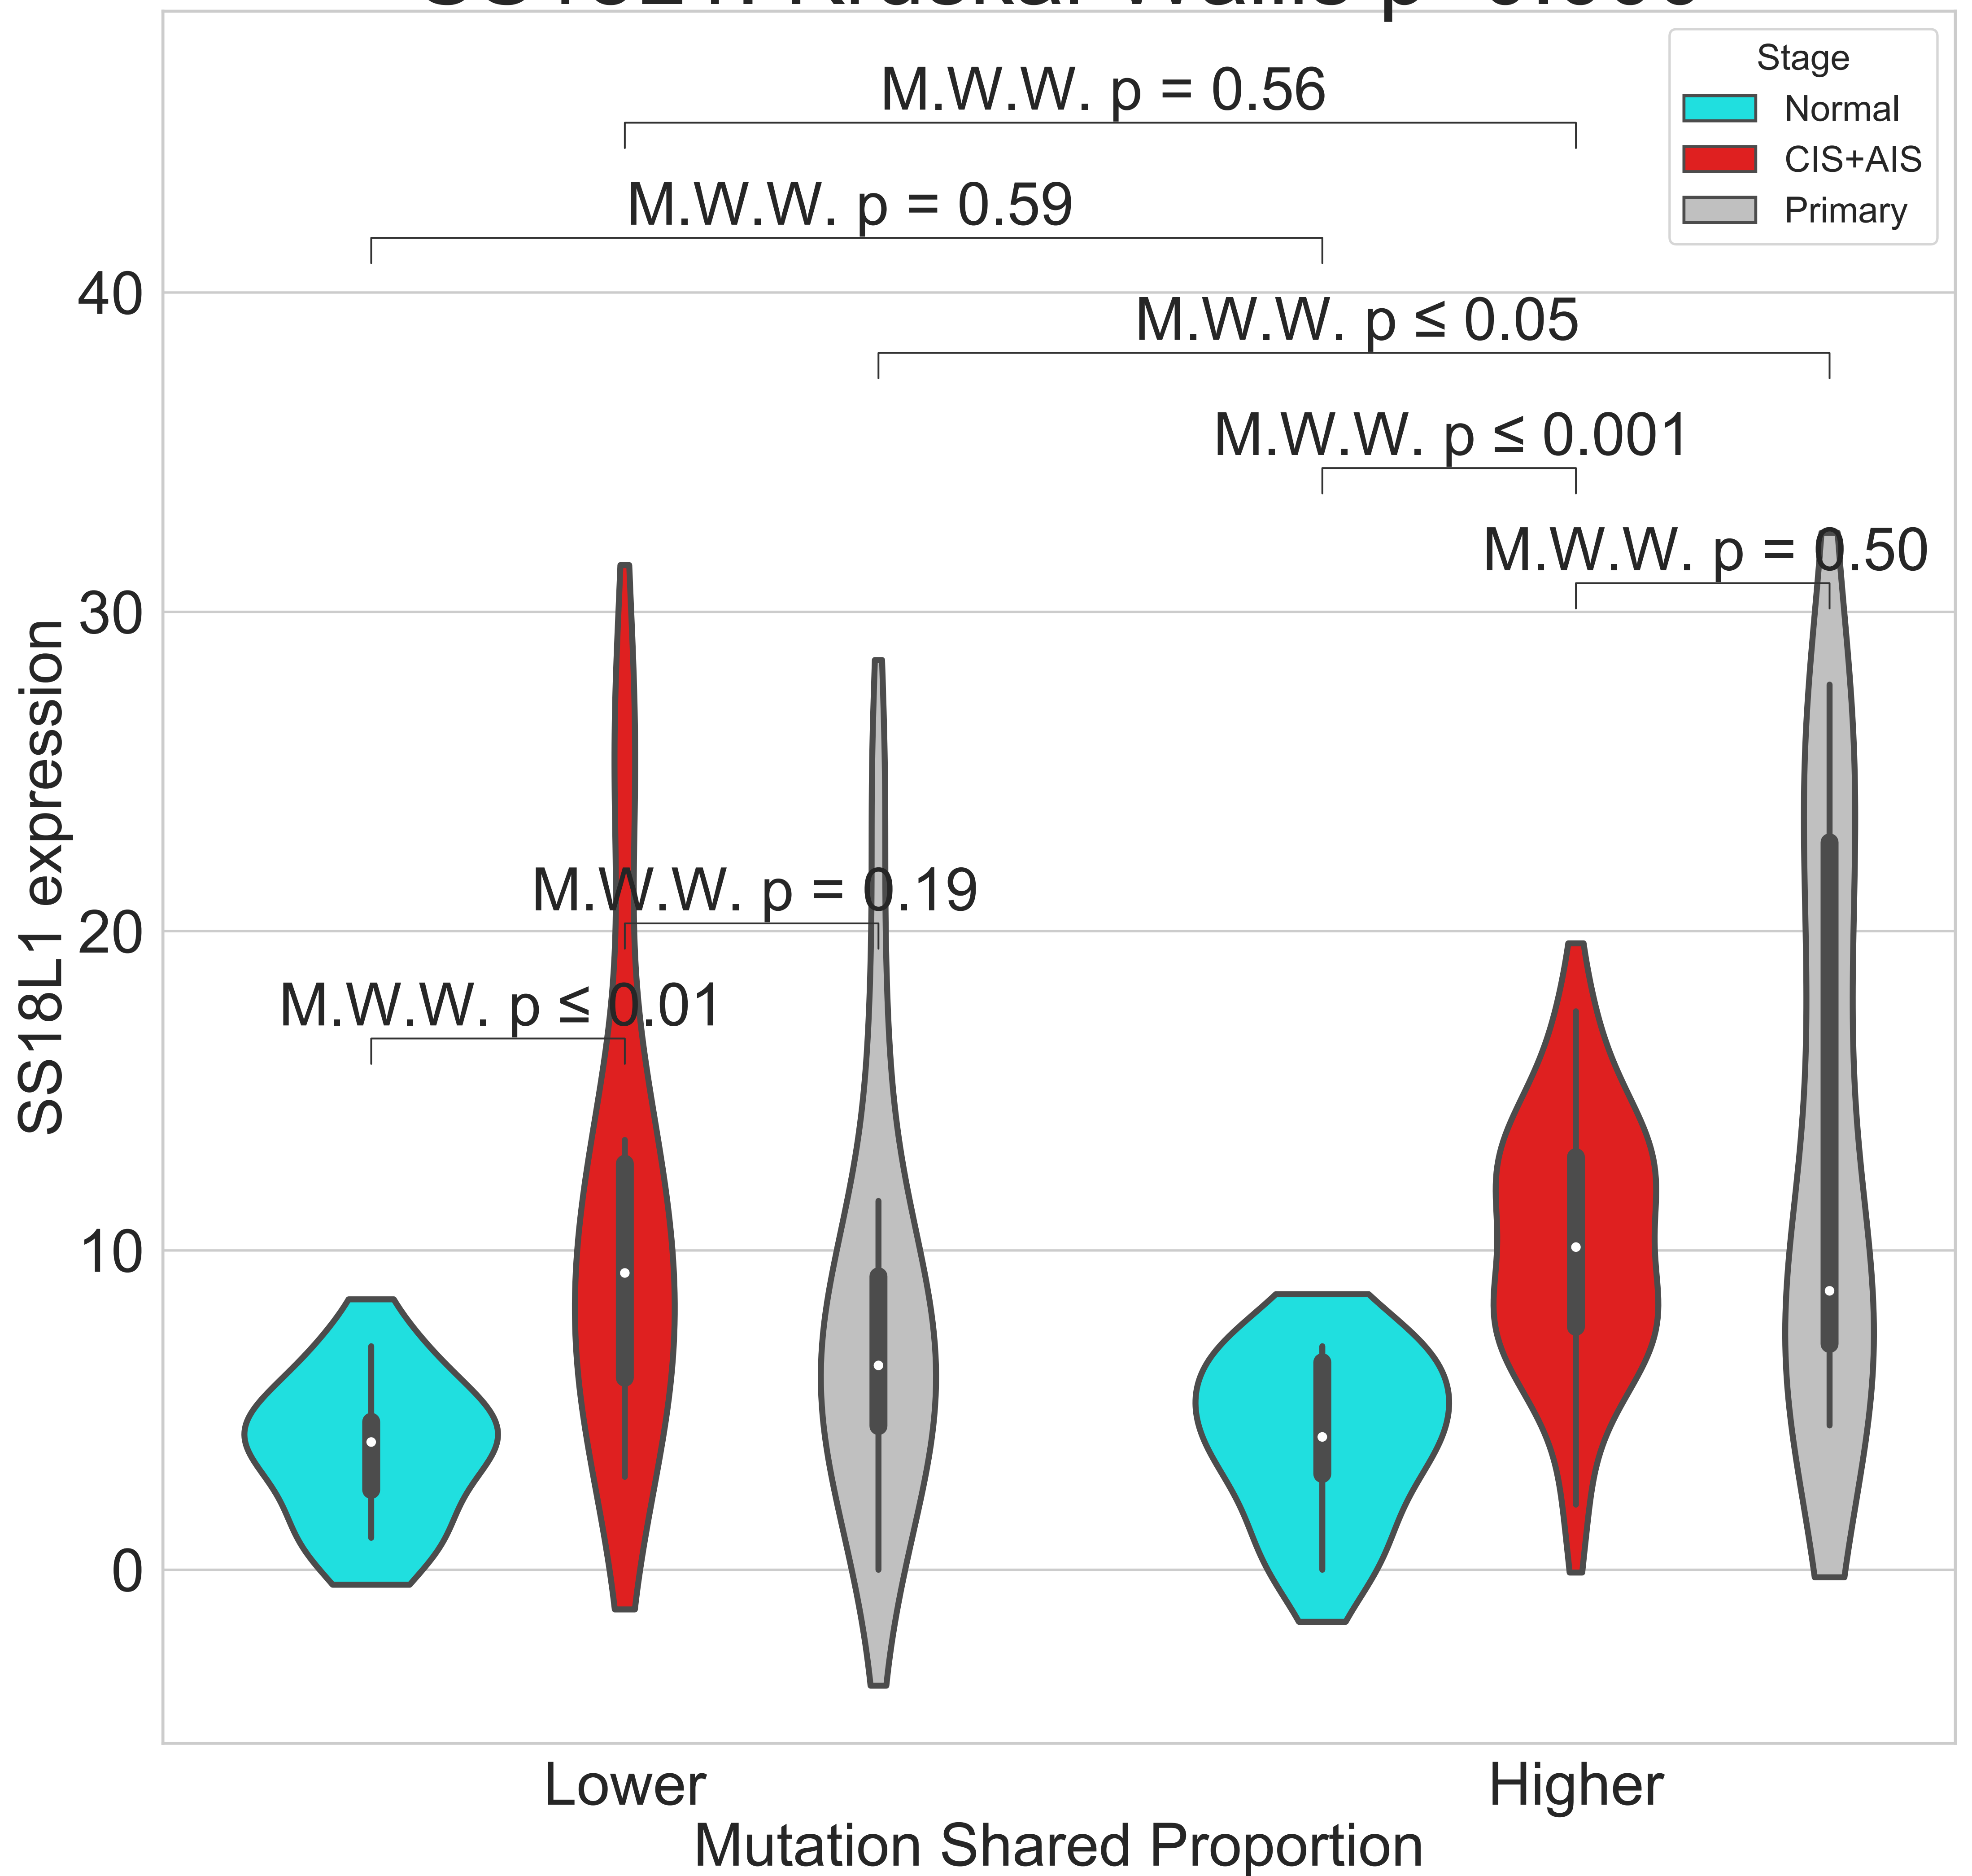 M.W.W. p = 0.56
Stage
Normal
CIS+AIS
Primary
M.W.W. p = 0.59
40
M.W.W. p ≤ 0.05
M.W.W. p ≤ 0.001
M.W.W. p = 0.50
30
SS18L1 expression
M.W.W. p = 0.19
20
M.W.W. p ≤ 0.01
10
0
Lower
Higher
Mutation Shared Proportion